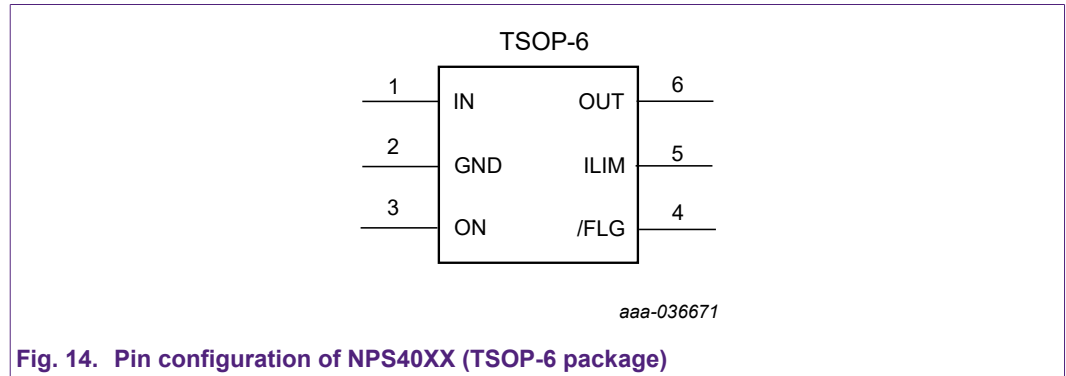 TSOP-6
1 IN OUT 6
2 GND ILIM 5
3 ON /FLG 4
aaa-036671
Fig. 14. Pin configuration of NPS40XX (TSOP-6 package)